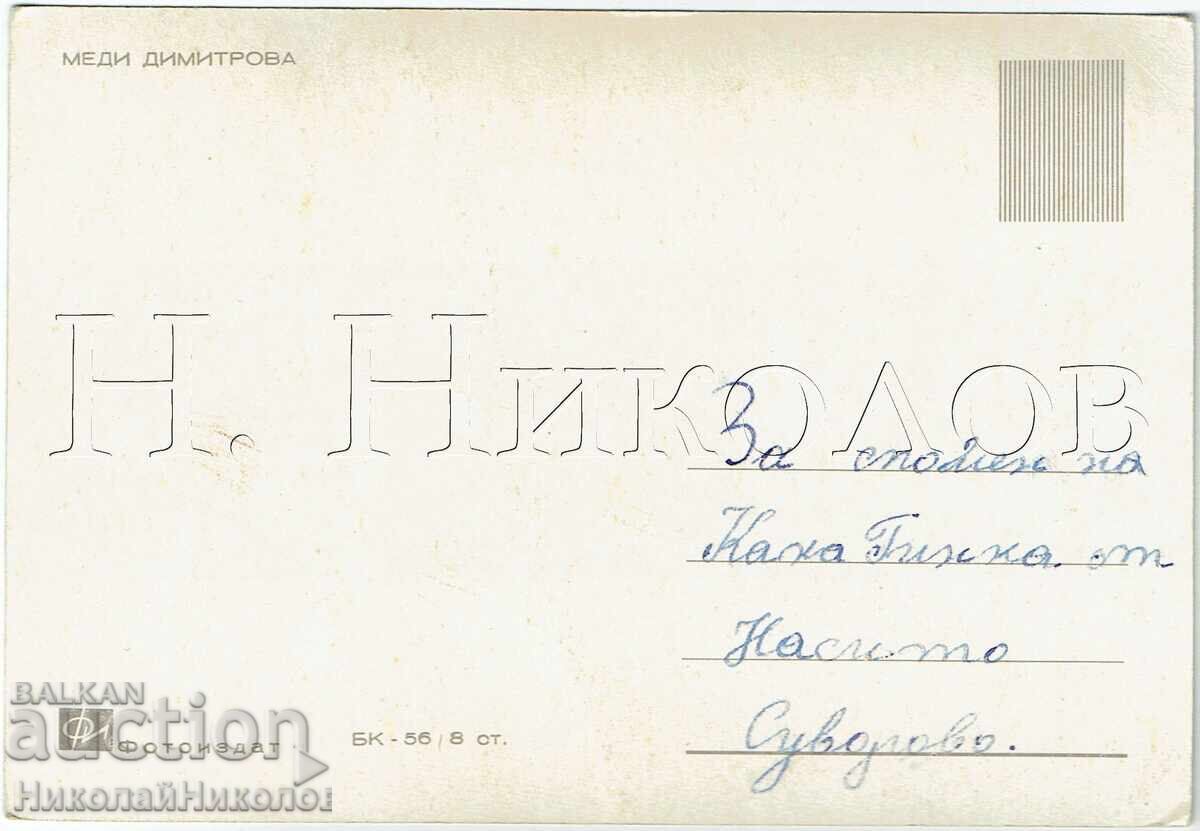 МЕДИ ДИМИТРОВА
Н. Николов
За спомен на
Кака Гинка от
Насито
Суворово.
BALKAN
auction
Фотоиздат
БК - 56 / 8 ст.
НиколайНиколов